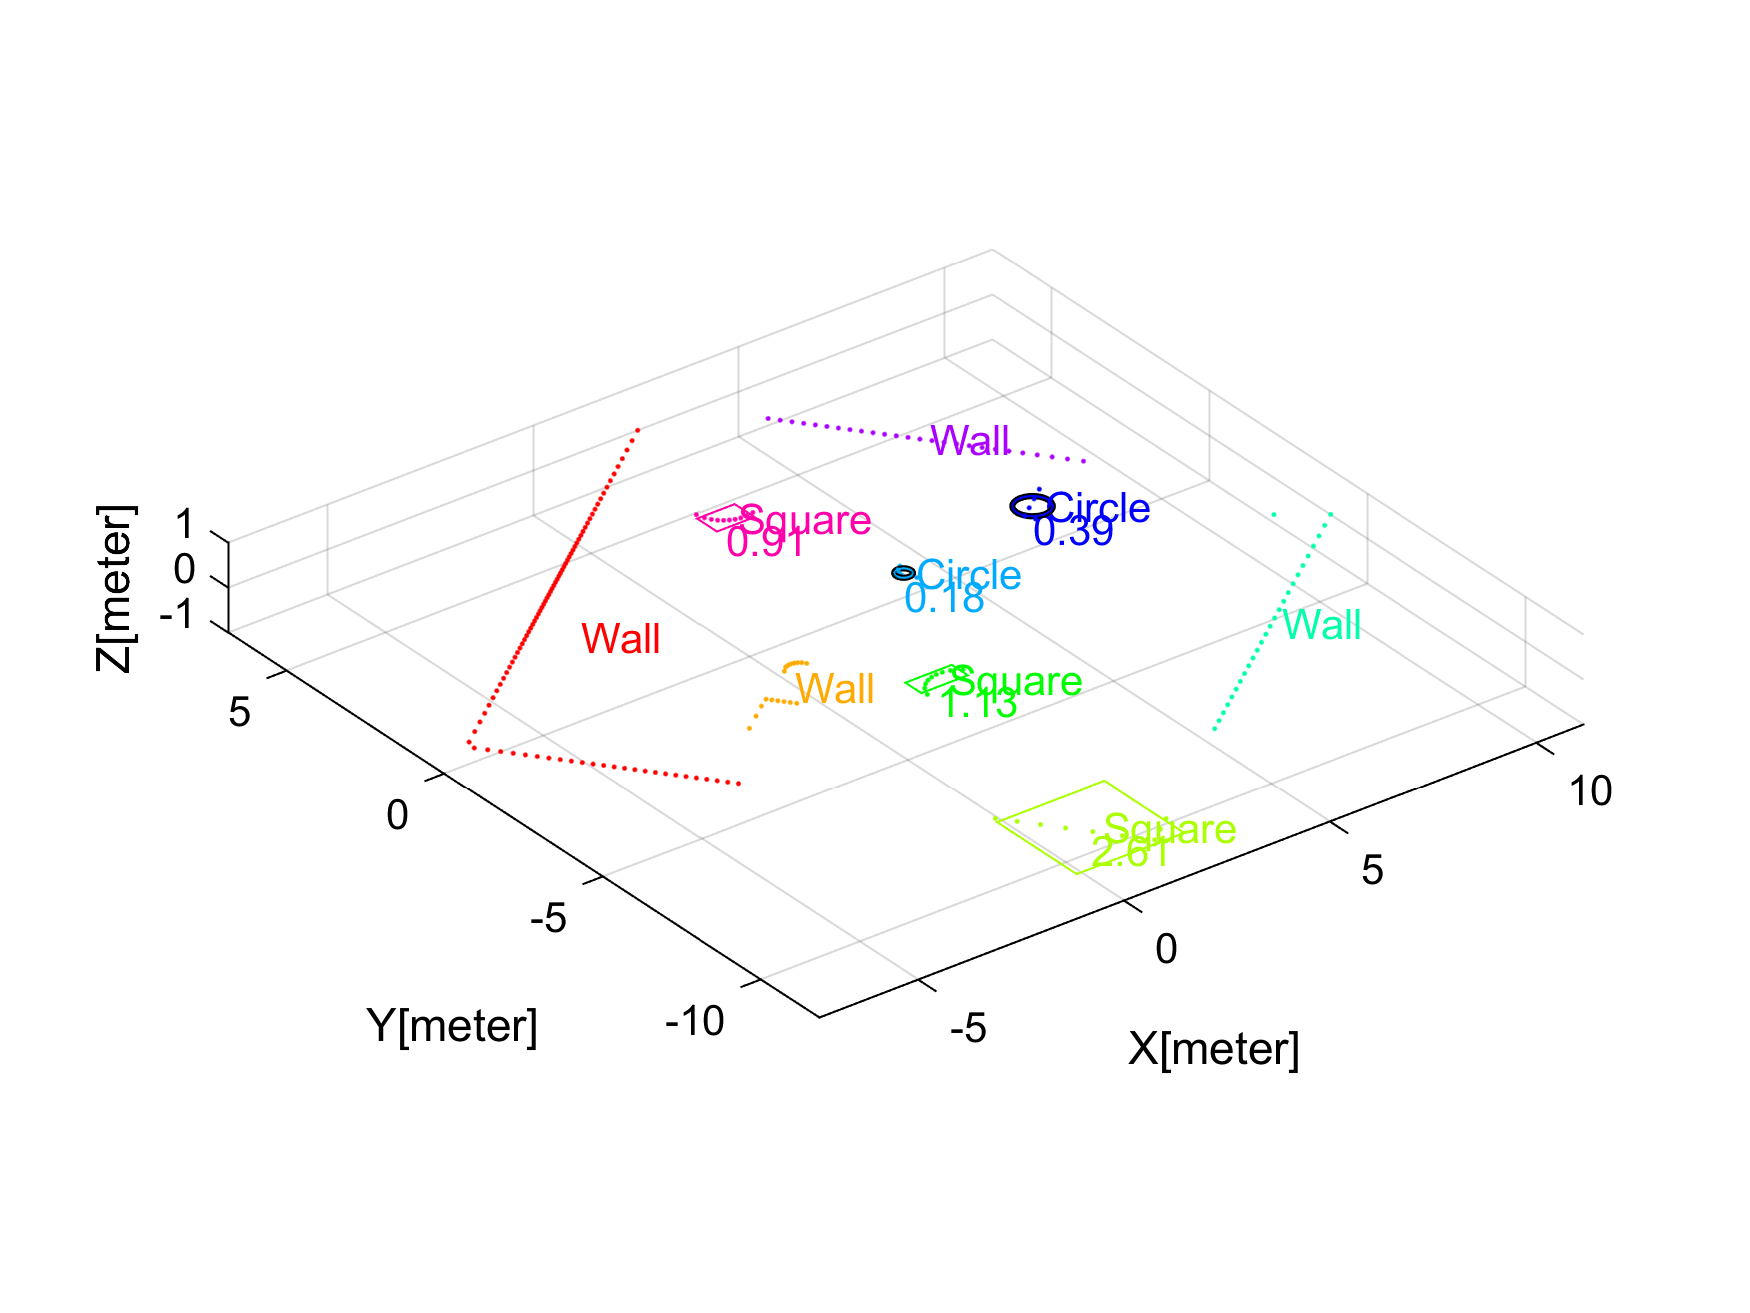 Wall
Circle
0.39
Square
0.91
Circle
0.18
Wall
Wall
Wall
Square
1.13
Square
2.61
1
0
-1
Z[meter]
5
0
-5
-10
Y[meter]
10
5
0
-5
X[meter]